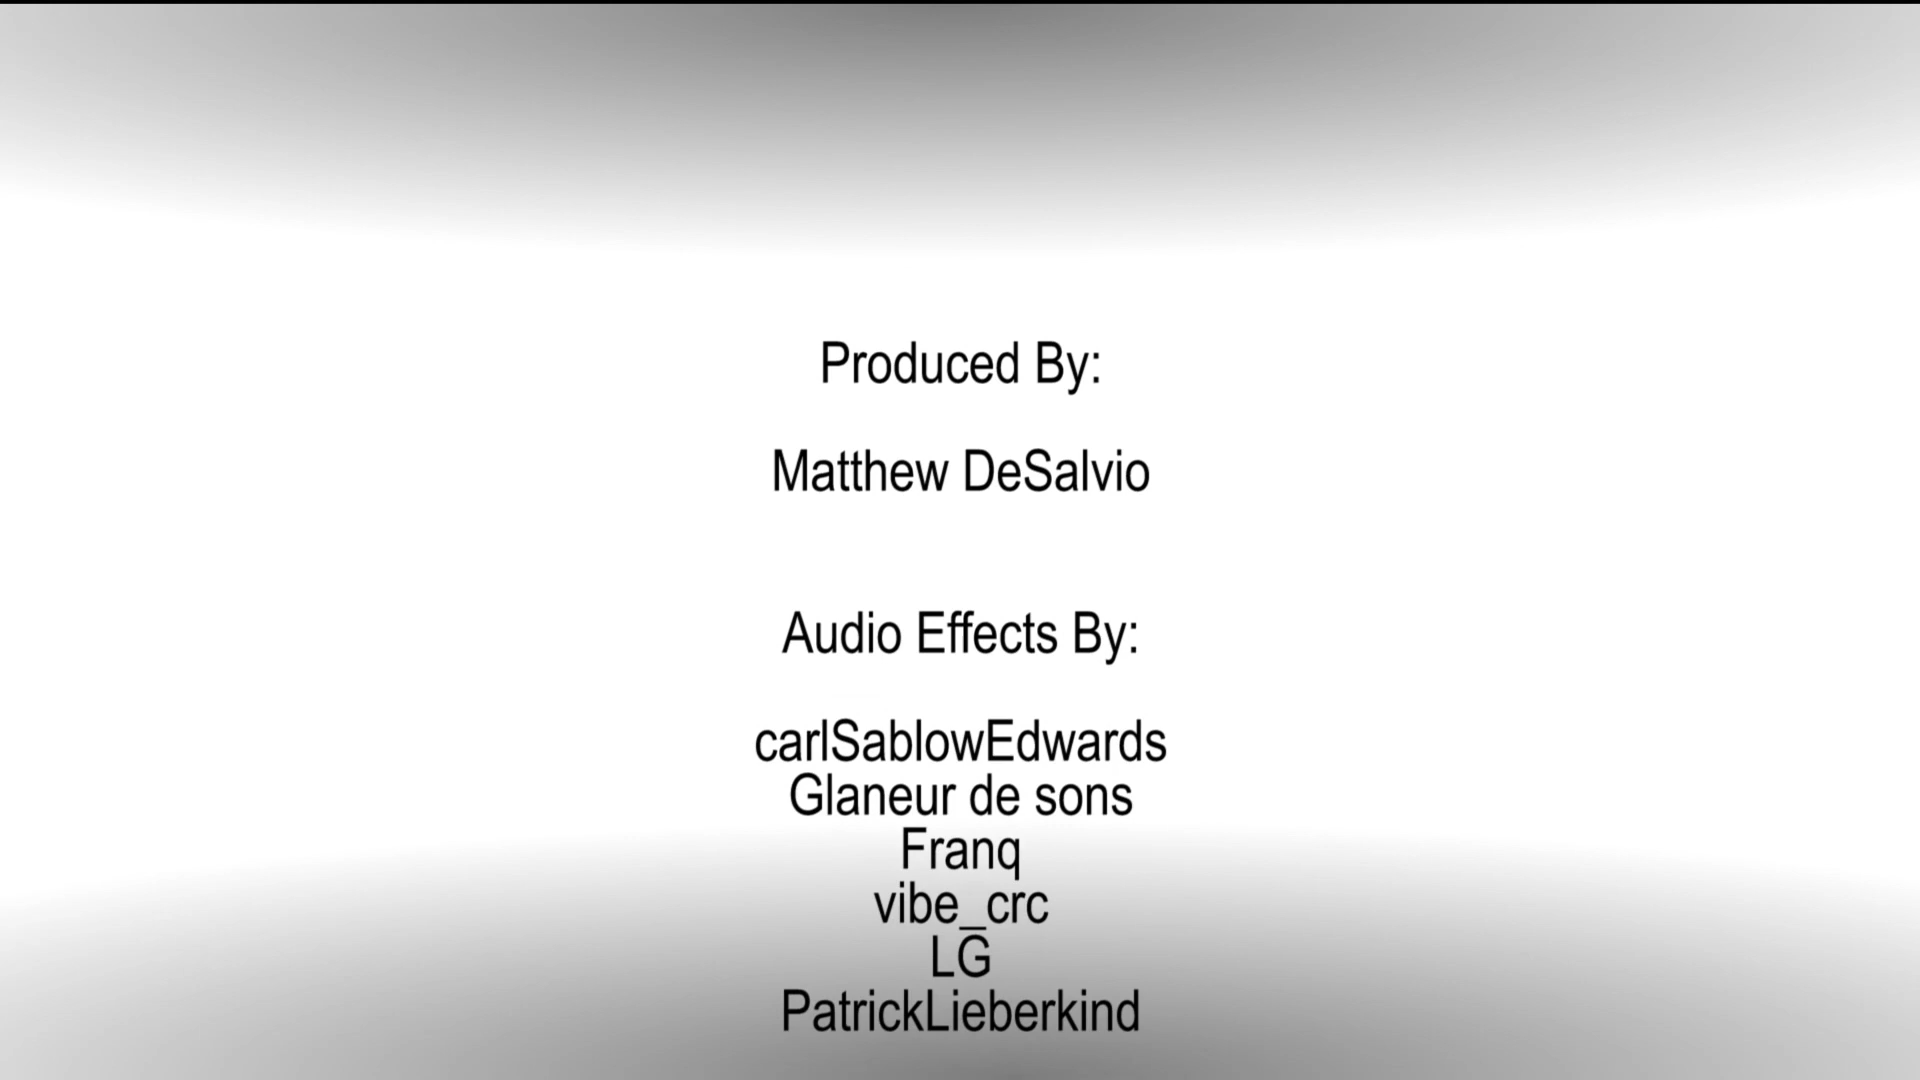 Produced By:
Matthew DeSalvio
Audio Effects By:
carlSablowEdwards
Glaneur de sons
Franq
vibe_crc
LG
PatrickLieberkind